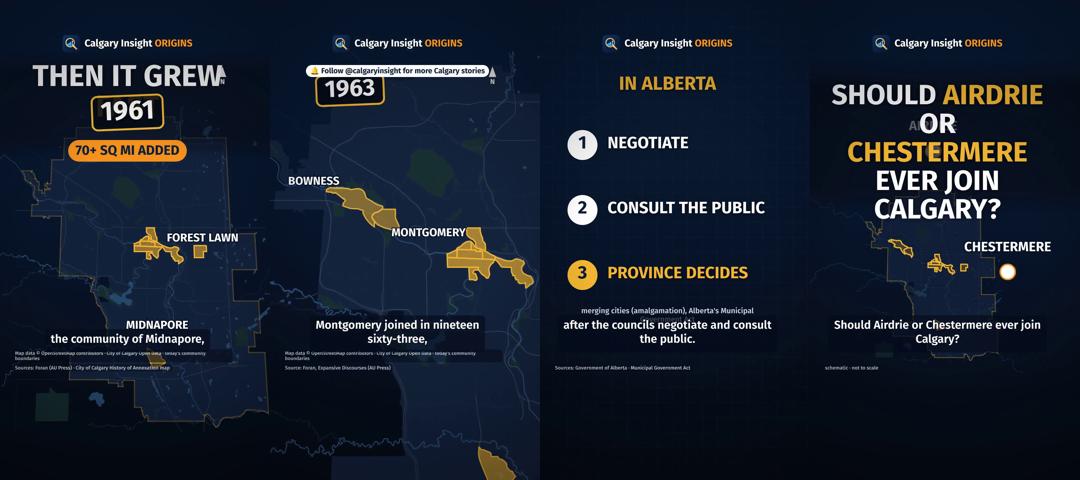 Calgary Insight ORIGINS
THEN IT GREW
N
1961
70+ SQ MI ADDED
FOREST LAWN
MIDNAPORE
the community of Midnapore,
Map data © OpenStreetMap contributors · City of Calgary Open Data · today's community
boundaries
Sources: Foran (AU Press) · City of Calgary History of Annexation map
Calgary Insight ORIGINS
🔔 Follow @calgaryinsight for more Calgary stories
N
1963
BOWNESS
MONTGOMERY
Montgomery joined in nineteen
sixty-three,
Map data © OpenStreetMap contributors · City of Calgary Open Data · today's community
boundaries
Source: Foran, Expansive Discourses (AU Press)
Calgary Insight ORIGINS
IN ALBERTA
1 NEGOTIATE
2 CONSULT THE PUBLIC
3 PROVINCE DECIDES
merging cities (amalgamation), Alberta's Municipal
after the councils negotiate and consult
the public.
Sources: Government of Alberta · Municipal Government Act
Calgary Insight ORIGINS
SHOULD AIRDRIE
OR
CHESTERMERE
EVER JOIN
CALGARY?
CHESTERMERE
Should Airdrie or Chestermere ever join
Calgary?
schematic · not to scale